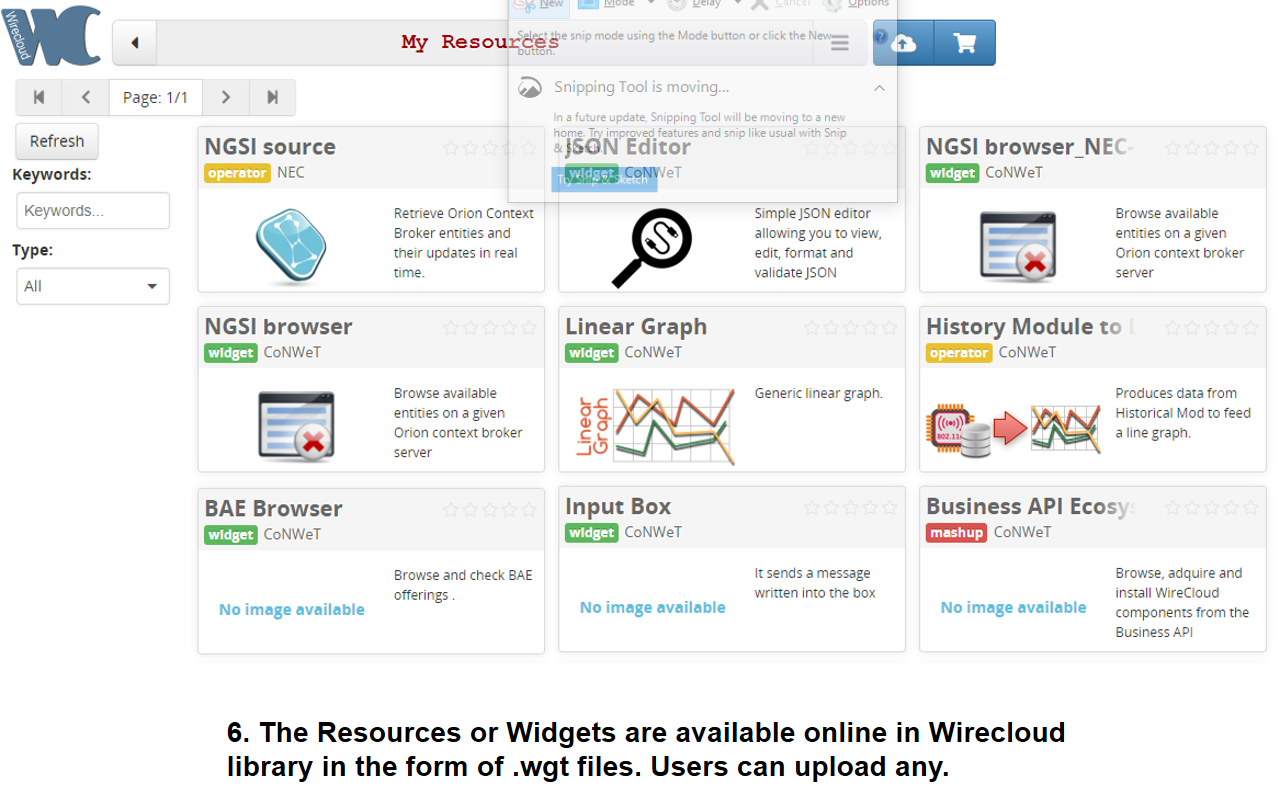 Wirecloud
WC
My Resources
New Mode Delay Cancel Options
Select the snip mode using the Mode button or click the New
button.
Snipping Tool is moving...
In a future update, Snipping Tool will be moving to a new
home. Try improved features and snip like usual with Snip
& Sketch.
Try Snip & Sketch
Page: 1/1
Refresh
Keywords:
Keywords...
Type:
All
NGSI source
operator NEC
Retrieve Orion Context
Broker entities and
their updates in real
time.
JSON Editor
widget CoNWeT
Simple JSON editor
allowing you to view,
edit, format and
validate JSON
NGSI browser_NEC-
widget CoNWeT
Browse available
entities on a given
Orion context broker
server
NGSI browser
widget CoNWeT
Browse available
entities on a given
Orion context broker
server
Linear Graph
widget CoNWeT
Linear
Graph
Generic linear graph.
History Module to
operator CoNWeT
802.11
Produces data from
Historical Mod to feed
a line graph.
BAE Browser
widget CoNWeT
No image available
Browse and check BAE
offerings .
Input Box
widget CoNWeT
No image available
It sends a message
written into the box
Business API Ecosy
mashup CoNWeT
No image available
Browse, adquire and
install WireCloud
components from the
Business API
6. The Resources or Widgets are available online in Wirecloud
library in the form of .wgt files. Users can upload any.